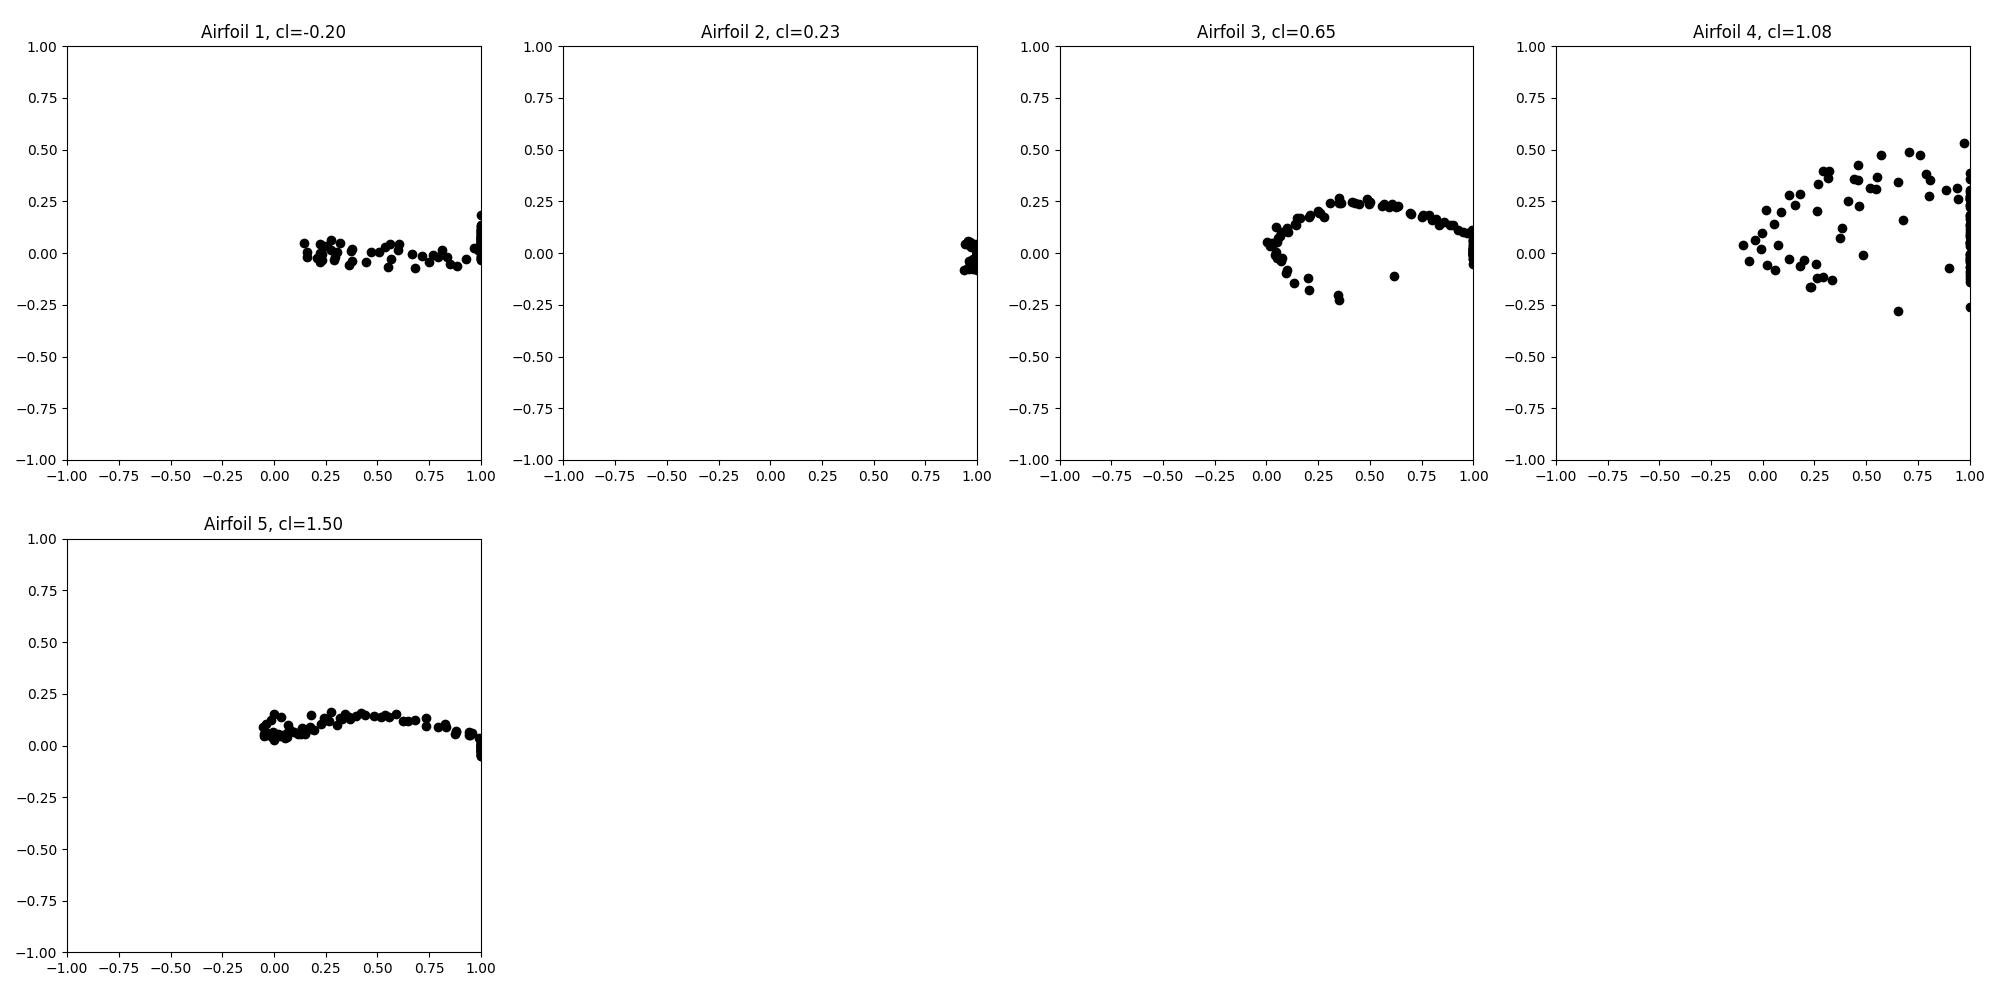 Airfoil 1, cl=-0.20
Airfoil 2, cl=0.23
Airfoil 3, cl=0.65
Airfoil 4, cl=1.08
1.00 1.00 1.00 1.00
0.75 0.75 0.75 0.75
0.50 0.50 0.50 0.50
0.25 0.25 0.25 0.25
0.00 0.00 0.00 0.00
−0.25 −0.25 −0.25 −0.25
−0.50 −0.50 −0.50 −0.50
−0.75 −0.75 −0.75 −0.75
−1.00 −1.00 −1.00 −1.00
−1.00 −0.75 −0.50 −0.25 0.00 0.25 0.50 0.75 1.00
−1.00 −0.75 −0.50 −0.25 0.00 0.25 0.50 0.75 1.00
−1.00 −0.75 −0.50 −0.25 0.00 0.25 0.50 0.75 1.00
−1.00 −0.75 −0.50 −0.25 0.00 0.25 0.50 0.75 1.00
Airfoil 5, cl=1.50
1.00
0.75
0.50
0.25
0.00
−0.25
−0.50
−0.75
−1.00
−1.00 −0.75 −0.50 −0.25 0.00 0.25 0.50 0.75 1.00